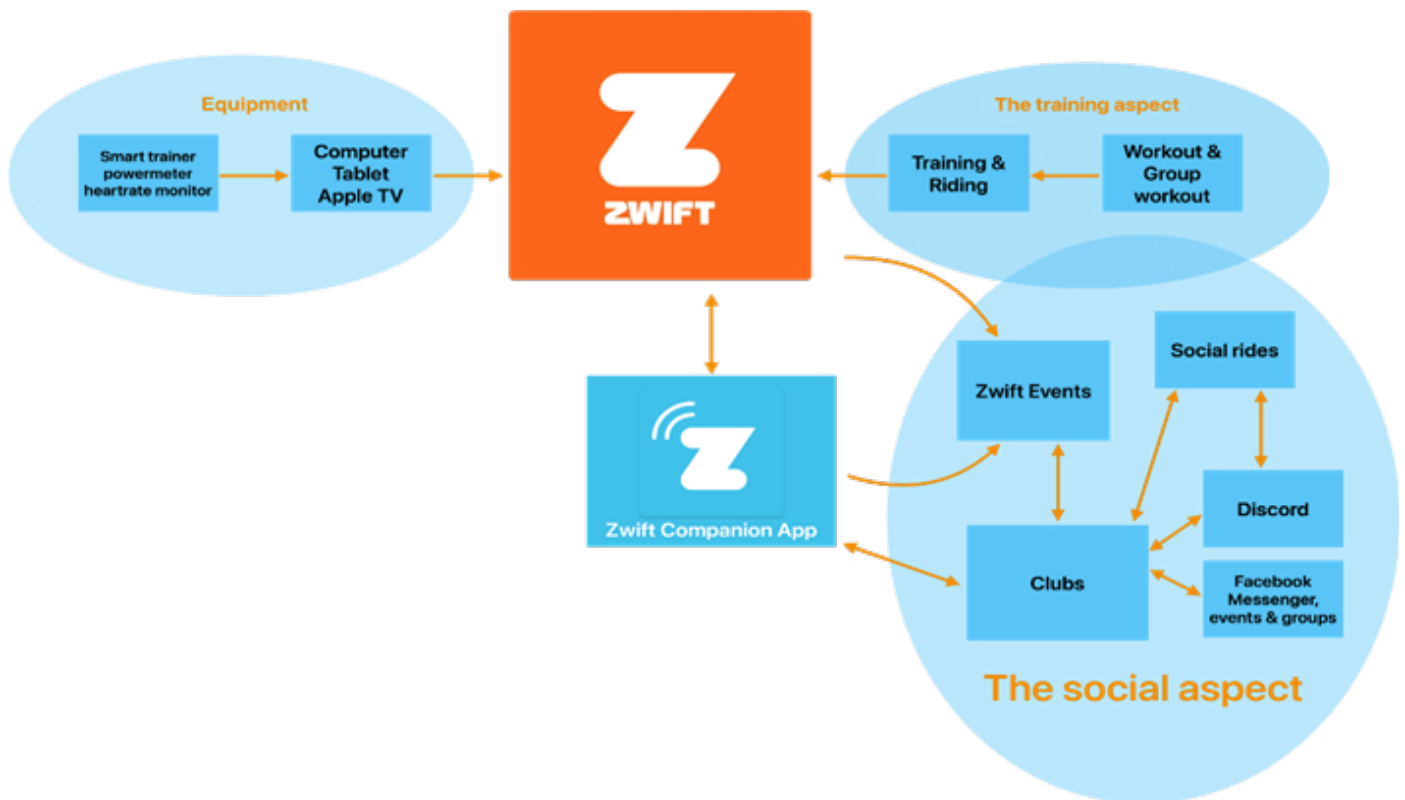 Equipment
Smart trainer
powermeter
heartrate monitor
Computer
Tablet
Apple TV
ZWIFT
The training aspect
Training &
Riding
Workout &
Group
workout
Zwift Companion App
Zwift Events
Social rides
Discord
Clubs
Facebook
Messenger,
events & groups
The social aspect